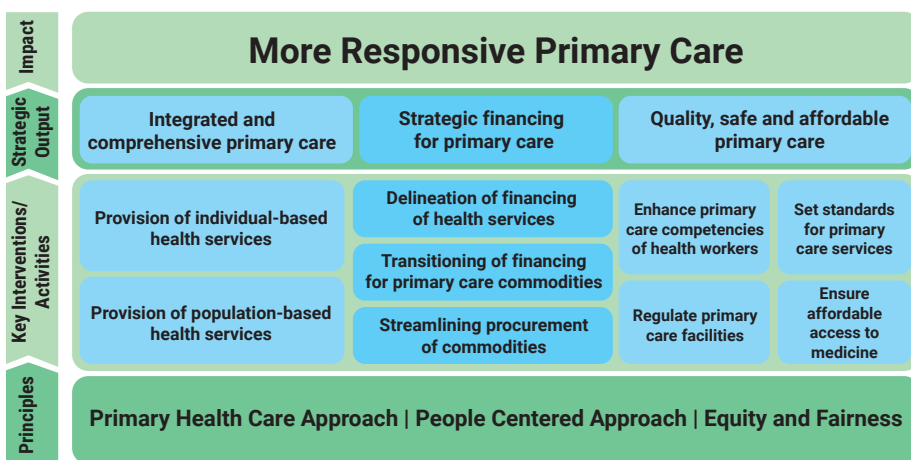 Impact
More Responsive Primary Care
Strategic
Output
Integrated and
comprehensive primary care
Strategic financing
for primary care
Quality, safe and affordable
primary care
Key Interventions/
Activities
Provision of individual-based
health services
Provision of population-based
health services
Delineation of financing
of health services
Transitioning of financing
for primary care commodities
Streamlining procurement
of commodities
Enhance primary
care competencies
of health workers
Set standards
for primary
care services
Regulate primary
care facilities
Ensure
affordable
access to
medicine
Principles
Primary Health Care Approach | People Centered Approach | Equity and Fairness